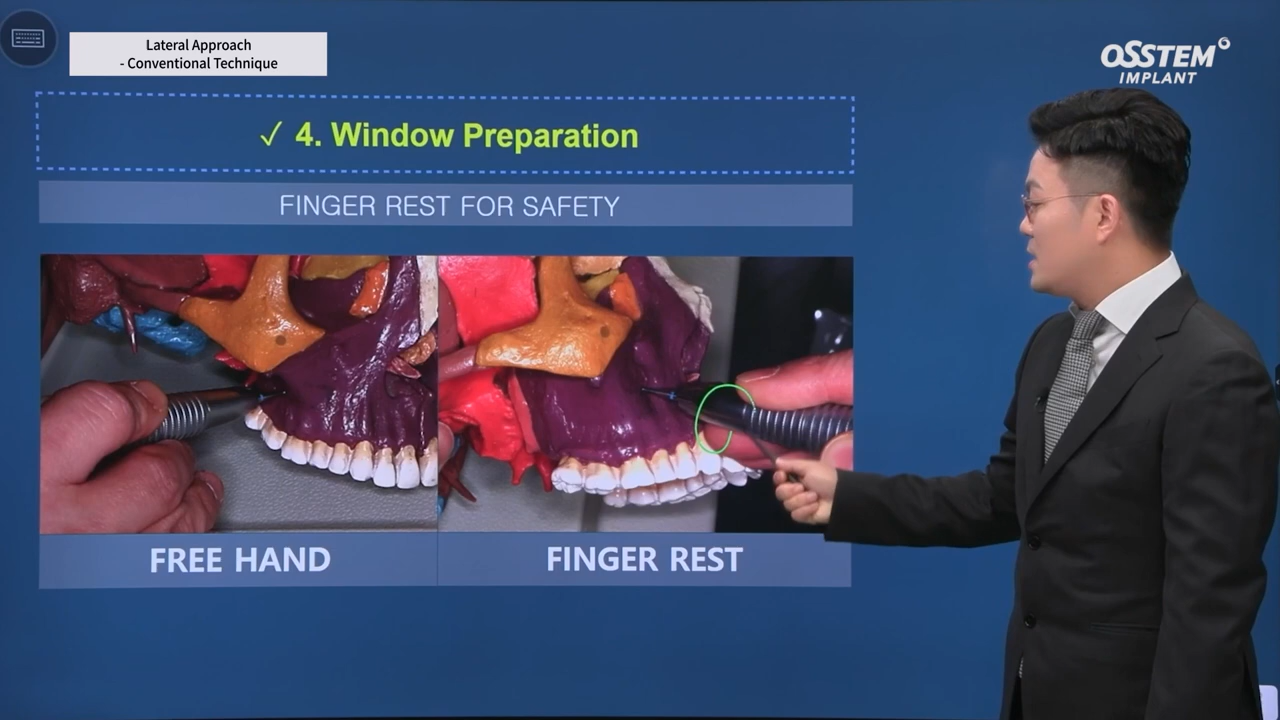 Lateral Approach
- Conventional Technique
OSSTEM
IMPLANT
✓ 4. Window Preparation
FINGER REST FOR SAFETY
FREE HAND
FINGER REST